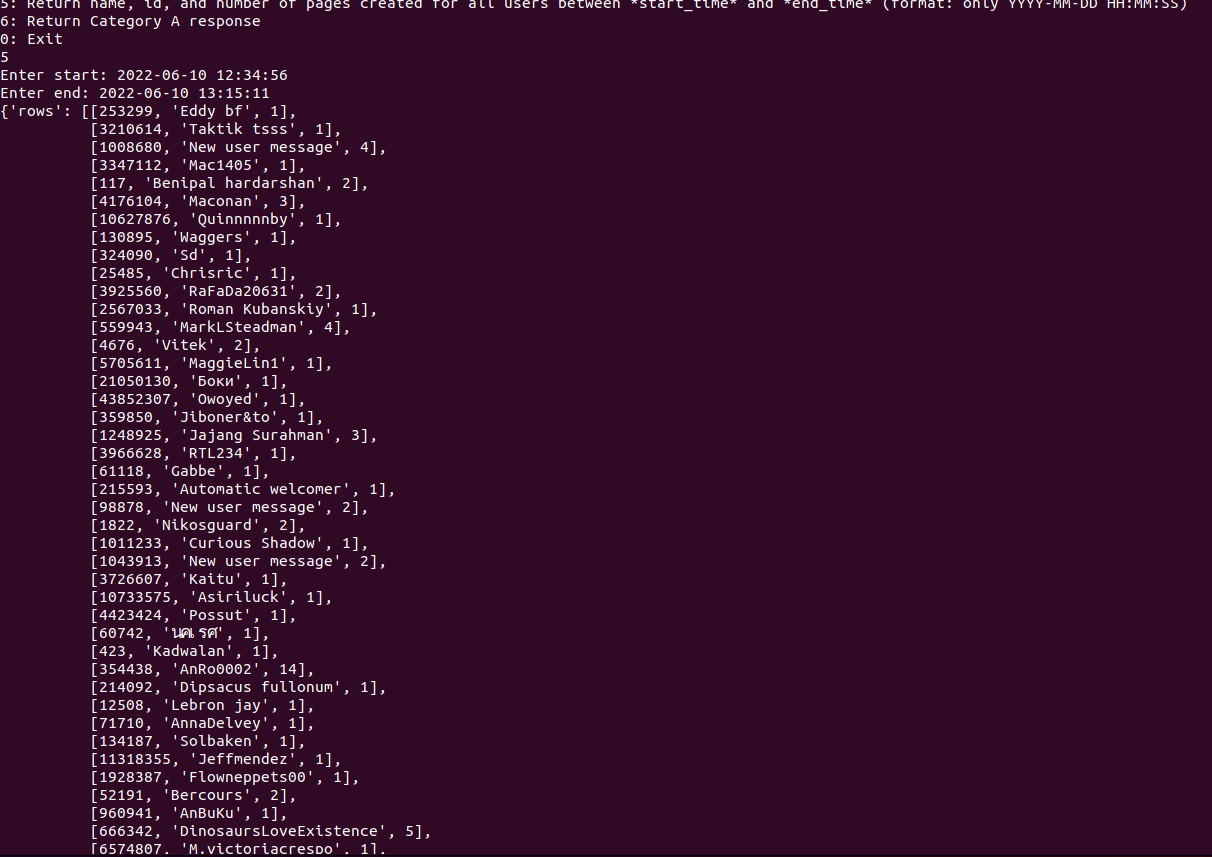 5: Return name, id, and number of pages created for all users between *start_time* and *end_time* (format: only YYYY-MM-DD HH:MM:SS)
6: Return Category A response
0: Exit
5
Enter start: 2022-06-10 12:34:56
Enter end: 2022-06-10 13:15:11
{'rows': [[253299, 'Eddy bf', 1],
[3210614, 'Taktik tsss', 1],
[1008680, 'New user message', 4],
[3347112, 'Mac1405', 1],
[117, 'Benipal hardarshan', 2],
[4176104, 'Maconan', 3],
[10627876, 'Quinnnnnby', 1],
[130895, 'Waggers', 1],
[324090, 'Sd', 1],
[25485, 'Chrisric', 1],
[3925560, 'RaFaDa20631', 2],
[2567033, 'Roman Kubanskiy', 1],
[559943, 'MarkLSteadman', 4],
[4676, 'Vitek', 2],
[5705611, 'MaggieLin1', 1],
[21050130, 'Боки', 1],
[43852307, 'Owoyed', 1],
[359850, 'Jiboner&to', 1],
[1248925, 'Jajang Surahman', 3],
[3966628, 'RTL234', 1],
[61118, 'Gabbe', 1],
[215593, 'Automatic welcomer', 1],
[98878, 'New user message', 2],
[1822, 'Nikosguard', 2],
[1011233, 'Curious Shadow', 1],
[1043913, 'New user message', 2],
[3726607, 'Kaitu', 1],
[10733575, 'Asiriluck', 1],
[4423424, 'Possut', 1],
[60742, '', 1],
[423, 'Kadwalan', 1],
[354438, 'AnRo0002', 14],
[214092, 'Dipsacus fullonum', 1],
[12508, 'Lebron jay', 1],
[71710, 'AnnaDelvey', 1],
[134187, 'Solbaken', 1],
[11318355, 'Jeffmendez', 1],
[1928387, 'Flowneppets00', 1],
[52191, 'Bercours', 2],
[960941, 'AnBuKu', 1],
[666342, 'DinosaursLoveExistence', 5],
[6574807, 'M.victoriacrespo', 1],